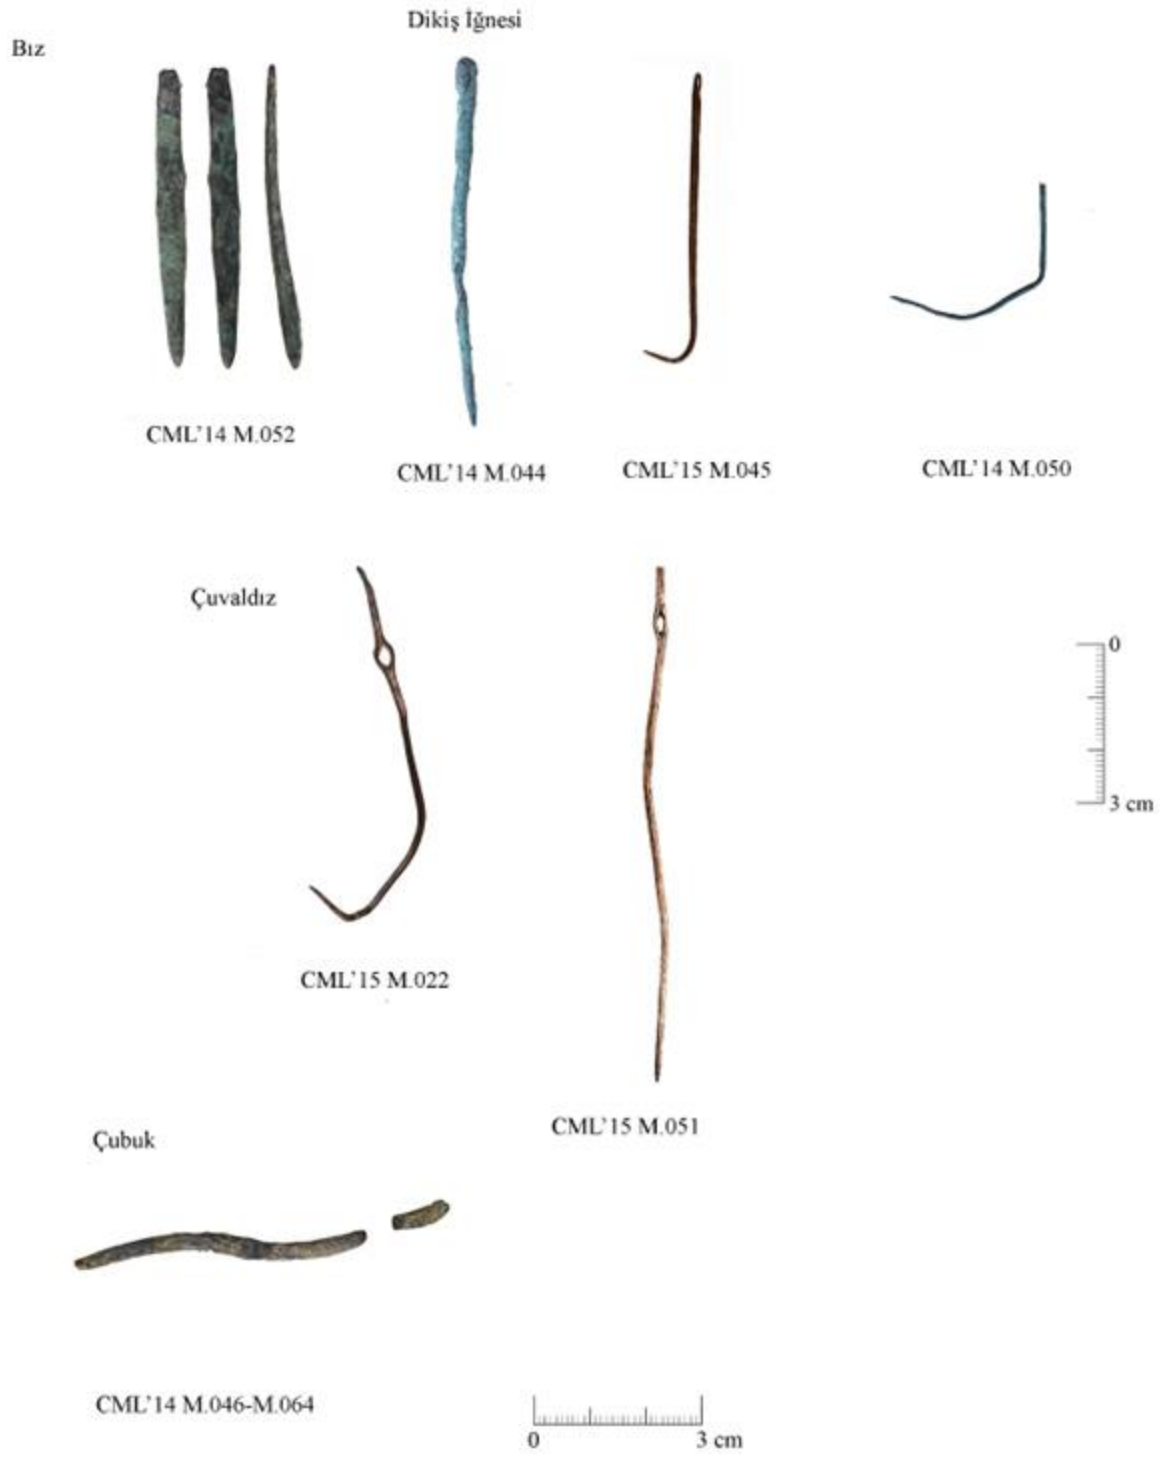 Dikiş İğnesi
Bız
CML'14 M.052
CML'14 M.044
CML'15 M.045
CML'14 M.050
Çuvaldız
0
3 cm
CML'15 M.022
CML'15 M.051
Çubuk
CML'14 M.046-M.064
0
3 cm